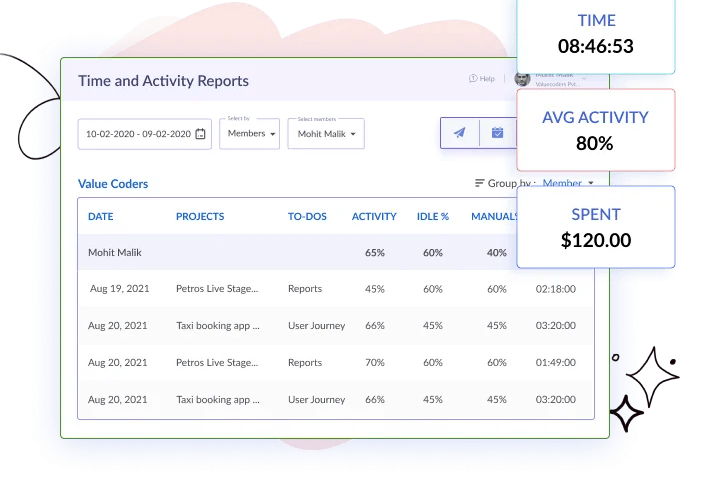 TIME
08:46:53
Time and Activity Reports
Help
Mohit Malik
Valuecoders Pvt...
AVG ACTIVITY
80%
Select by
Select members
10-02-2020 - 09-02-2020
Members
Mohit Malik
Value Coders
Group by : Member
SPENT
$120.00
DATE PROJECTS TO-DOS ACTIVITY IDLE % MANUAL%
Mohit Malik 65% 60% 40%
Aug 19, 2021 Petros Live Stage... Reports 45% 60% 60% 02:18:00
Aug 20, 2021 Taxi booking app ... User Journey 66% 45% 45% 03:20:00
Aug 20, 2021 Petros Live Stage... Reports 70% 60% 60% 01:49:00
Aug 20, 2021 Taxi booking app ... User Journey 66% 45% 45% 03:20:00